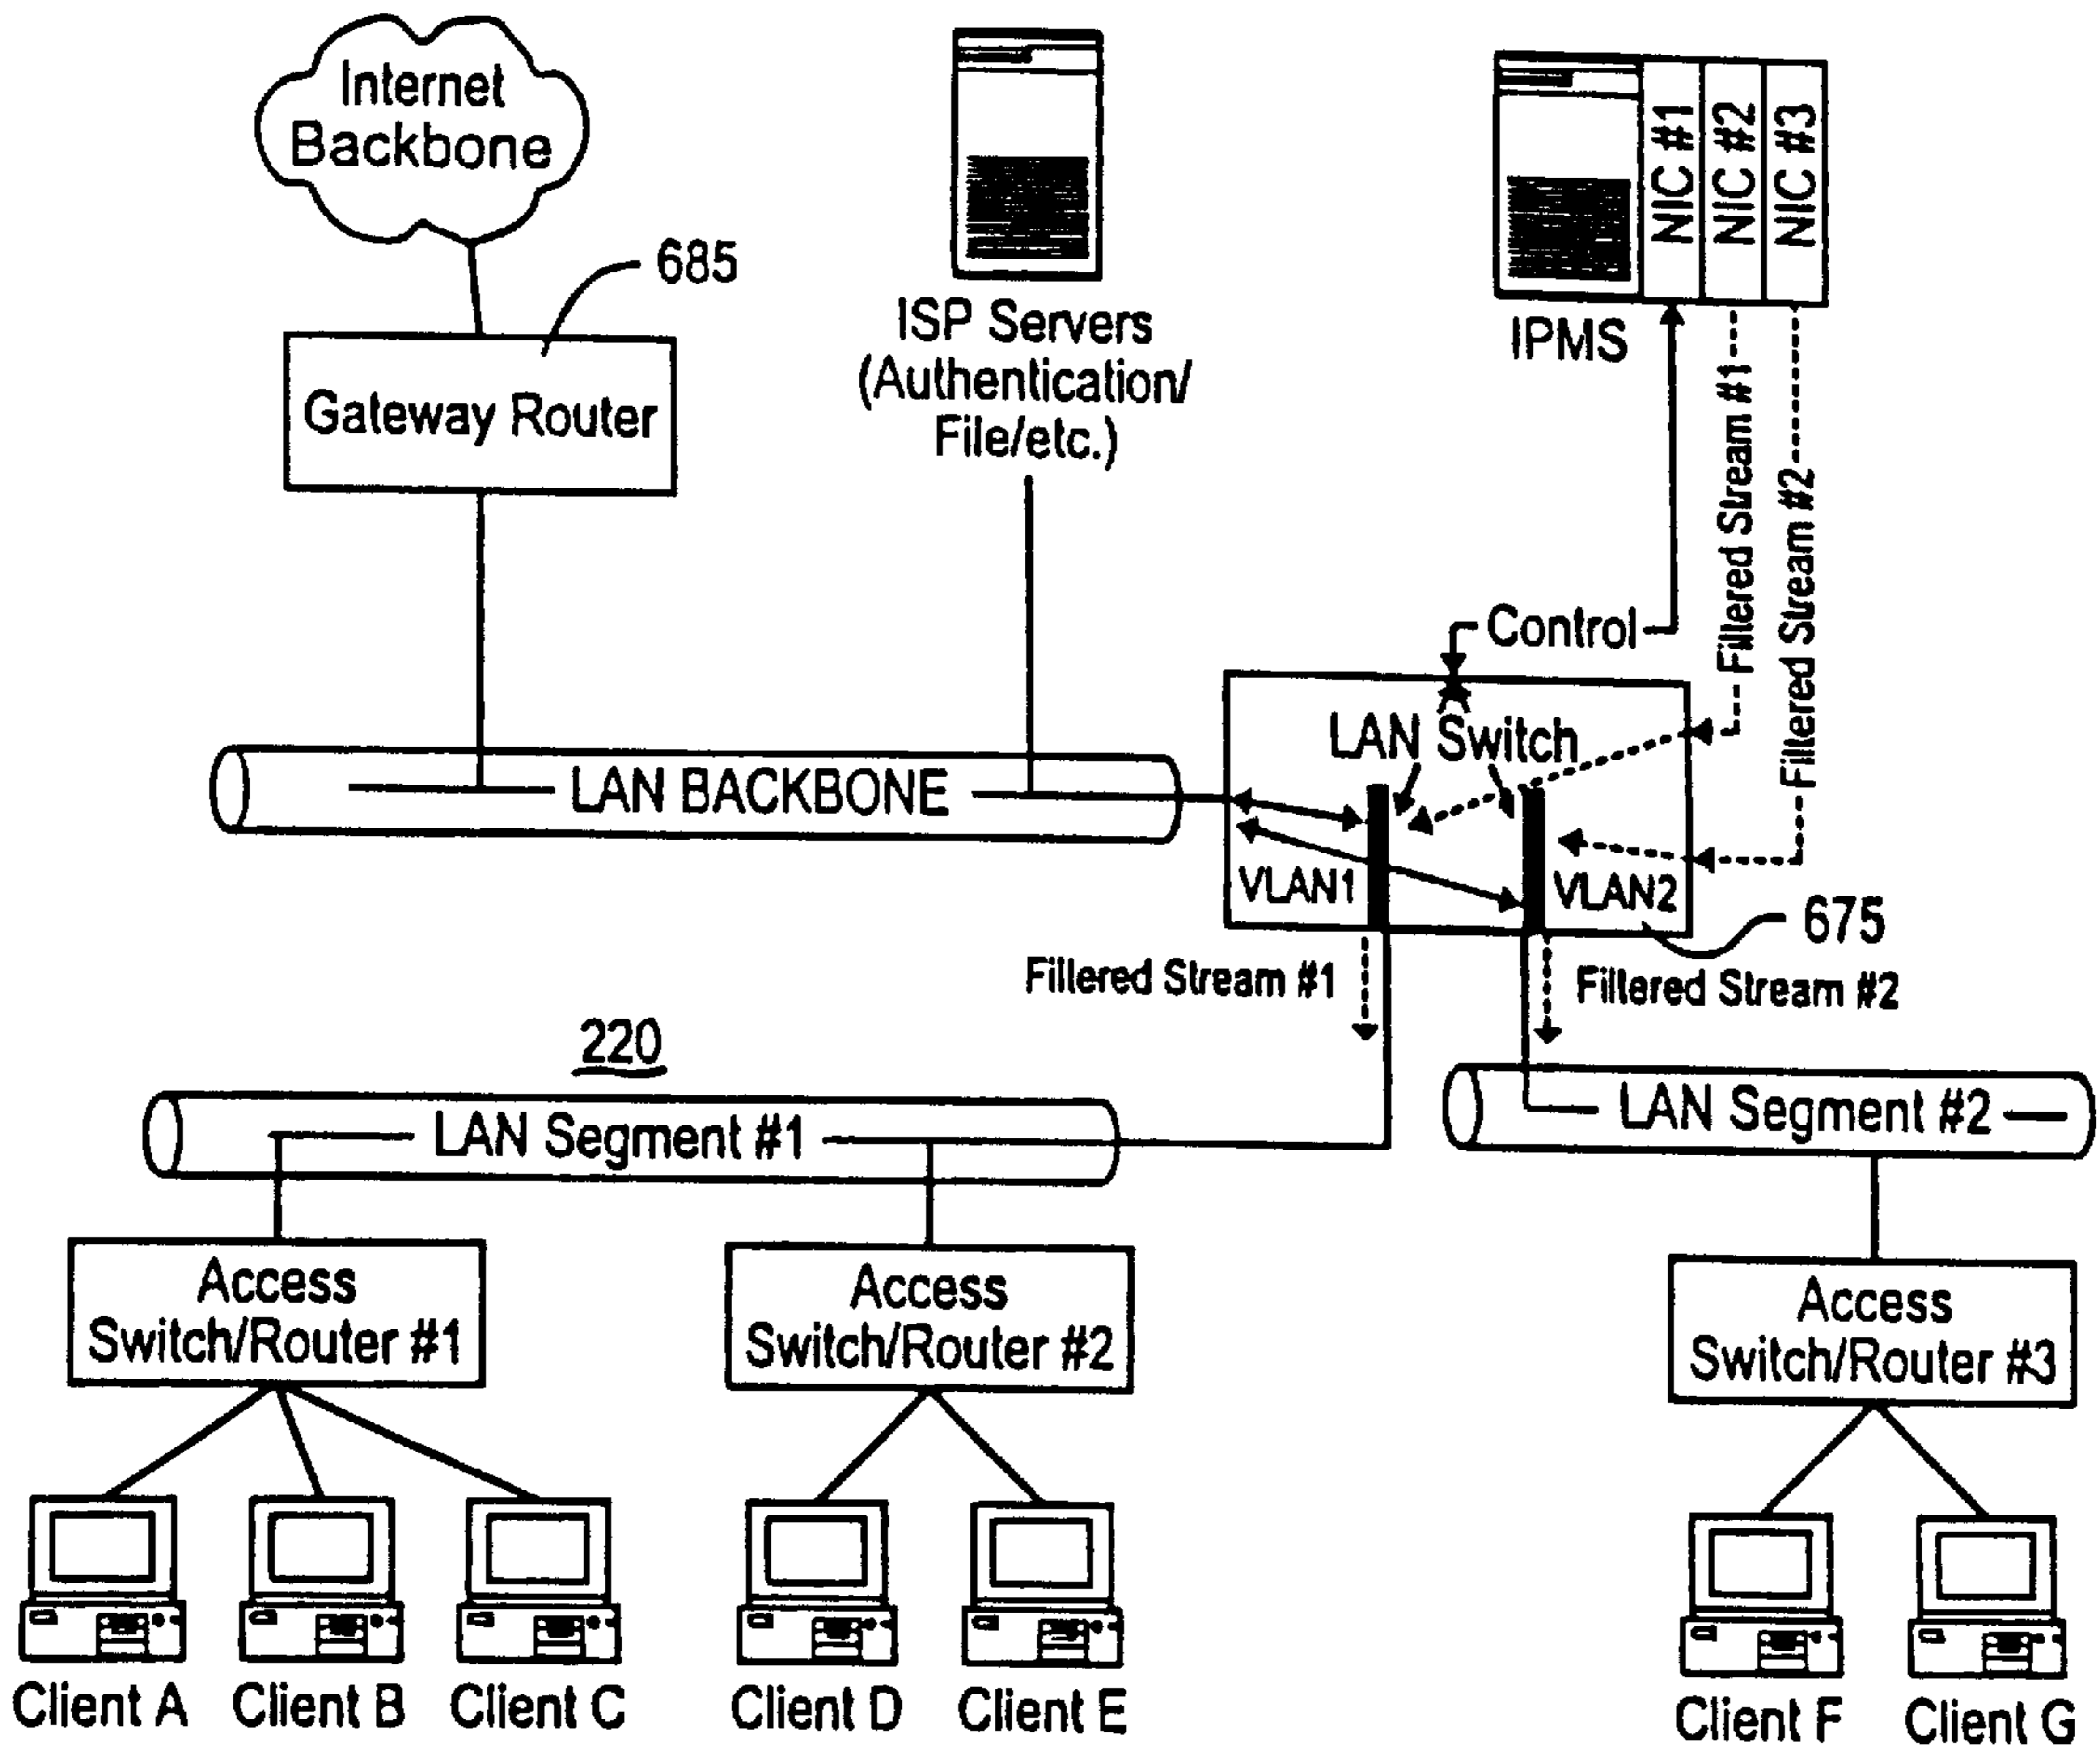 Internet
Backbone
685
Gateway Router
ISP Servers
(Authentication/
File/etc.)
NIC #1
NIC #2
NIC #3
IPMS
Filtered Stream #1
Filtered Stream #2
Control
LAN Switch
LAN BACKBONE
VLAN1
VLAN2
675
Filtered Stream #1
Filtered Stream #2
220
LAN Segment #1
LAN Segment #2
Access
Switch/Router #1
Access
Switch/Router #2
Access
Switch/Router #3
Client A
Client B
Client C
Client D
Client E
Client F
Client G